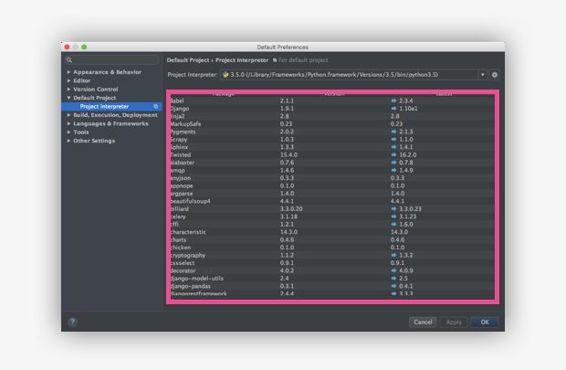 Default Preferences
Appearance & Behavior
Editor
Version Control
Default Project
Project Interpreter
Build, Execution, Deployment
Languages & Frameworks
Tools
Other Settings
Default Project › Project Interpreter For default project
Project Interpreter: 3.5.0 (/Library/Frameworks/Python.framework/Versions/3.5/bin/python3.5)
Babel 2.1.1 2.3.4
Django 1.9.1 1.10a1
Jinja2 2.8 2.8
MarkupSafe 0.23 0.23
Pygments 2.0.2 2.1.3
Scrapy 1.0.3 1.1.0
Sphinx 1.3.3 1.4.1
Twisted 15.4.0 16.2.0
alabaster 0.7.6 0.7.8
amqp 1.4.6 1.4.9
anyjson 0.3.3 0.3.3
appnope 0.1.0 0.1.0
argparse 1.4.0 1.4.0
beautifulsoup4 4.4.1 4.4.1
billiard 3.3.0.20 3.3.0.23
celery 3.1.18 3.1.23
cffi 1.2.1 1.6.0
characteristic 14.3.0 14.3.0
charts 0.4.6 0.4.6
chicken 0.1.0 0.1.0
cryptography 1.1.2 1.3.2
cssselect 0.9.1 0.9.1
decorator 4.0.2 4.0.9
django-model-utils 2.4 2.5
django-pandas 0.3.1 0.4.1
djangorestframework 2.4.4 3.3.3
? Cancel Apply OK